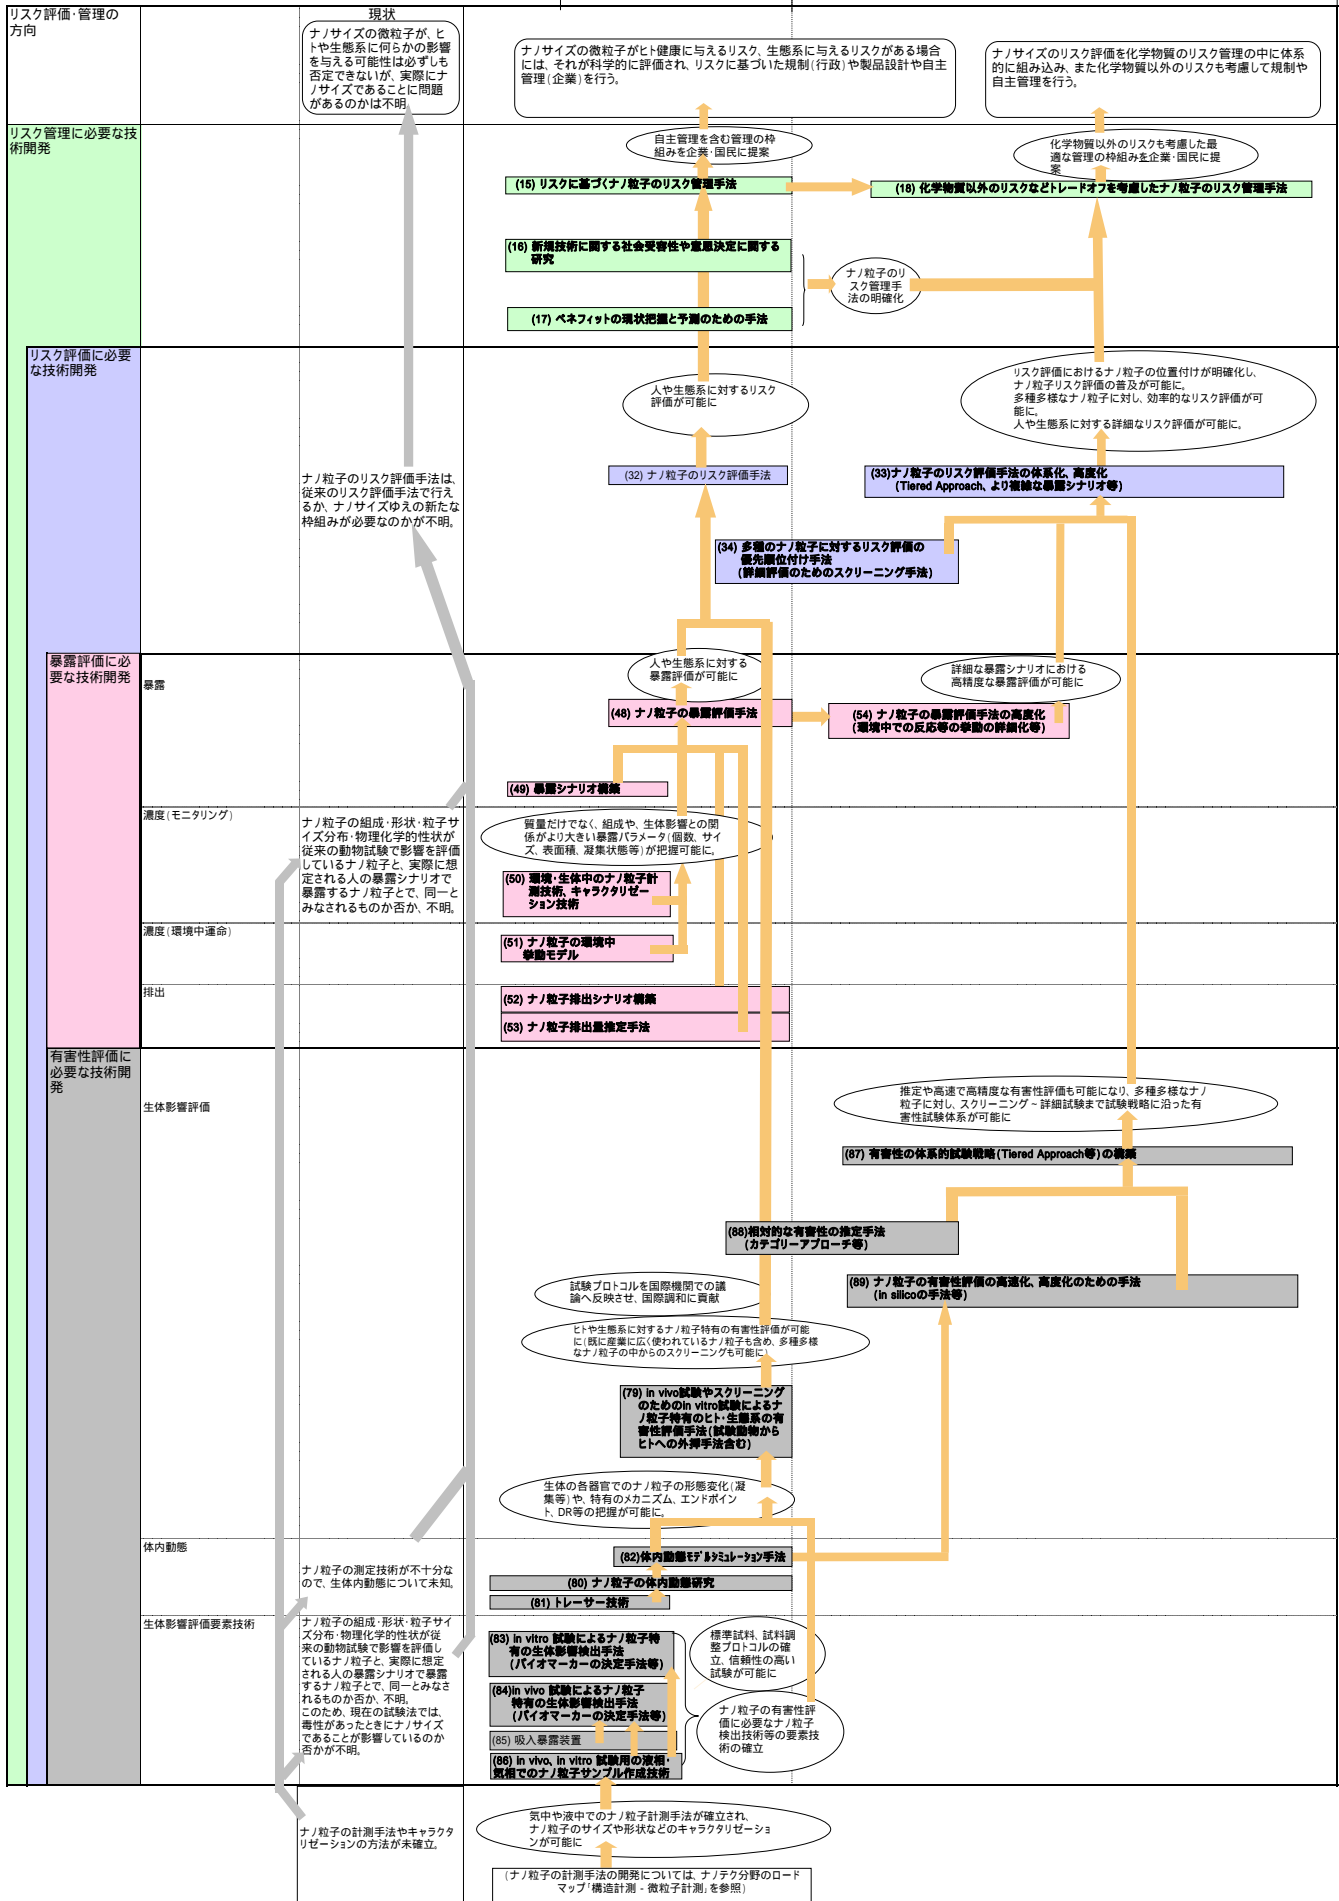 リスク評価・管理の
方向
現状
ナノサイズの微粒子が、ヒ
トや生態系に何らかの影響
を与える可能性は必ずしも
否定できないが、実際にナ
ノサイズであることに問題
があるのかは不明
ナノサイズの微粒子がヒト健康に与えるリスク、生態系に与えるリスクがある場合
には、それが科学的に評価され、リスクに基づいた規制(行政)や製品設計や自主
管理(企業)を行う。
ナノサイズのリスク評価を化学物質のリスク管理の中に体系
的に組み込み、また化学物質以外のリスクも考慮して規制や
自主管理を行う。
リスク管理に必要な技
術開発
自主管理を含む管理の枠
組みを企業・国民に提案
化学物質以外のリスクも考慮した最
適な管理の枠組みを企業・国民に提
案
(15) リスクに基づくナノ粒子のリスク管理手法
(18) 化学物質以外のリスクなどトレードオフを考慮したナノ粒子のリスク管理手法
(16) 新規技術に関する社会受容性や意思決定に関する
研究
ナノ粒子のリ
スク管理手
法の明確化
(17) ベネフィットの現状把握と予測のための手法
リスク評価に必要
な技術開発
人や生態系に対するリスク
評価が可能に
リスク評価におけるナノ粒子の位置付けが明確化し、
ナノ粒子リスク評価の普及が可能に。
多種多様なナノ粒子に対し、効率的なリスク評価が可
能に。
人や生態系に対する詳細なリスク評価が可能に。
ナノ粒子のリスク評価手法は、
従来のリスク評価手法で行え
るか、ナノサイズゆえの新たな
枠組みが必要なのかが不明。
(32) ナノ粒子のリスク評価手法
(33)ナノ粒子のリスク評価手法の体系化、高度化
(Tiered Approach、より複雑な暴露シナリオ等)
(34) 多種のナノ粒子に対するリスク評価の
優先順位付け手法
(詳細評価のためのスクリーニング手法)
暴露評価に必
要な技術開発
暴露
人や生態系に対する
暴露評価が可能に
詳細な暴露シナリオにおける
高精度な暴露評価が可能に
(48) ナノ粒子の暴露評価手法
(54) ナノ粒子の暴露評価手法の高度化
(環境中での反応等の挙動の詳細化等)
(49) 暴露シナリオ構築
濃度(モニタリング)
ナノ粒子の組成・形状・粒子サ
イズ分布・物理化学的性状が
従来の動物試験で影響を評価
しているナノ粒子と、実際に想
定される人の暴露シナリオで
暴露するナノ粒子とで、同一と
みなされるものか否か、不明。
質量だけでなく、組成や、生体影響との関
係がより大きい暴露パラメータ(個数、サイ
ズ、表面積、凝集状態等)が把握可能に。
(50) 環境・生体中のナノ粒子計
測技術、キャラクタリゼー
ション技術
濃度(環境中運命)
(51) ナノ粒子の環境中
挙動モデル
排出
(52) ナノ粒子排出シナリオ構築
(53) ナノ粒子排出量推定手法
有害性評価に
必要な技術開
発
生体影響評価
推定や高速で高精度な有害性評価も可能になり、多種多様なナノ
粒子に対し、スクリーニング~詳細試験まで試験戦略に沿った有
害性試験体系が可能に
(87) 有害性の体系的試験戦略(Tiered Approach等)の構築
(88)相対的な有害性の推定手法
(カテゴリーアプローチ等)
(89) ナノ粒子の有害性評価の高速化、高度化のための手法
(in silicoの手法等)
試験プロトコルを国際機関での議
論へ反映させ、国際調和に貢献
ヒトや生態系に対するナノ粒子特有の有害性評価が可能
に(既に産業に広く使われているナノ粒子も含め、多種多様
なナノ粒子の中からのスクリーニングも可能に)
(79) in vivo試験やスクリーニング
のためのin vitro試験によるナ
ノ粒子特有のヒト・生態系の有
害性評価手法(試験動物から
ヒトへの外挿手法含む)
生体の各器官でのナノ粒子の形態変化(凝
集等)や、特有のメカニズム、エンドポイン
ト、DR等の把握が可能に。
体内動態
(82)体内動態モデルシミュレーション手法
ナノ粒子の測定技術が不十分な
ので、生体内動態について未知。
(80) ナノ粒子の体内動態研究
(81) トレーサー技術
生体影響評価要素技術
ナノ粒子の組成・形状・粒子サイ
ズ分布・物理化学的性状が従
来の動物試験で影響を評価し
ているナノ粒子と、実際に想定
される人の暴露シナリオで暴露
するナノ粒子とで、同一とみなさ
れるものか否か、不明。
このため、現在の試験法では、
毒性があったときにナノサイズ
であることが影響しているのか
否かが不明。
(83) in vitro 試験によるナノ粒子特
有の生体影響検出手法
(バイオマーカーの決定手法等)
標準試料、試料調
整プロトコルの確
立、信頼性の高い
試験が可能に
(84)in vivo 試験によるナノ粒子
特有の生体影響検出手法
(バイオマーカーの決定手法等)
ナノ粒子の有害性評
価に必要なナノ粒子
検出技術等の要素技
術の確立
(85) 吸入暴露装置
(86) in vivo、in vitro 試験用の液相・
気相でのナノ粒子サンプル作成技術
ナノ粒子の計測手法やキャラクタ
リゼーションの方法が未確立。
気中や液中でのナノ粒子計測手法が確立され、
ナノ粒子のサイズや形状などのキャラクタリゼーショ
ンが可能に
(ナノ粒子の計測手法の開発については、ナノテク分野のロード
マップ「構造計測 - 微粒子計測」を参照)